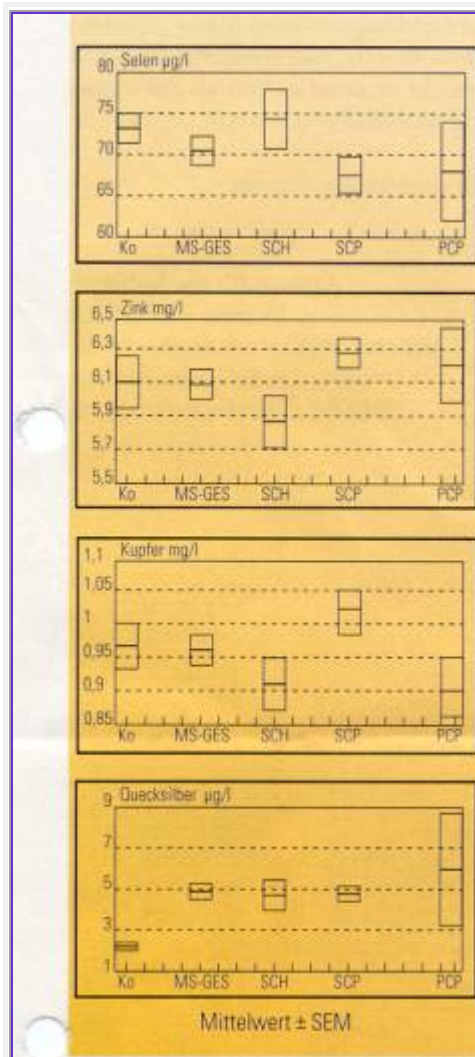 Selen µg/l
80
75
70
65
60
Ko MS-GES SCH SCP PCP
Zink mg/l
6,5
6,3
6,1
5,9
5,7
5,5
Ko MS-GES SCH SCP PCP
Kupfer mg/l
1,1
1,05
1
0,95
0,9
0,85
Ko MS-GES SCH SCP PCP
Quecksilber µg/l
9
7
5
3
1
Ko MS-GES SCH SCP PCP
Mittelwert ± SEM